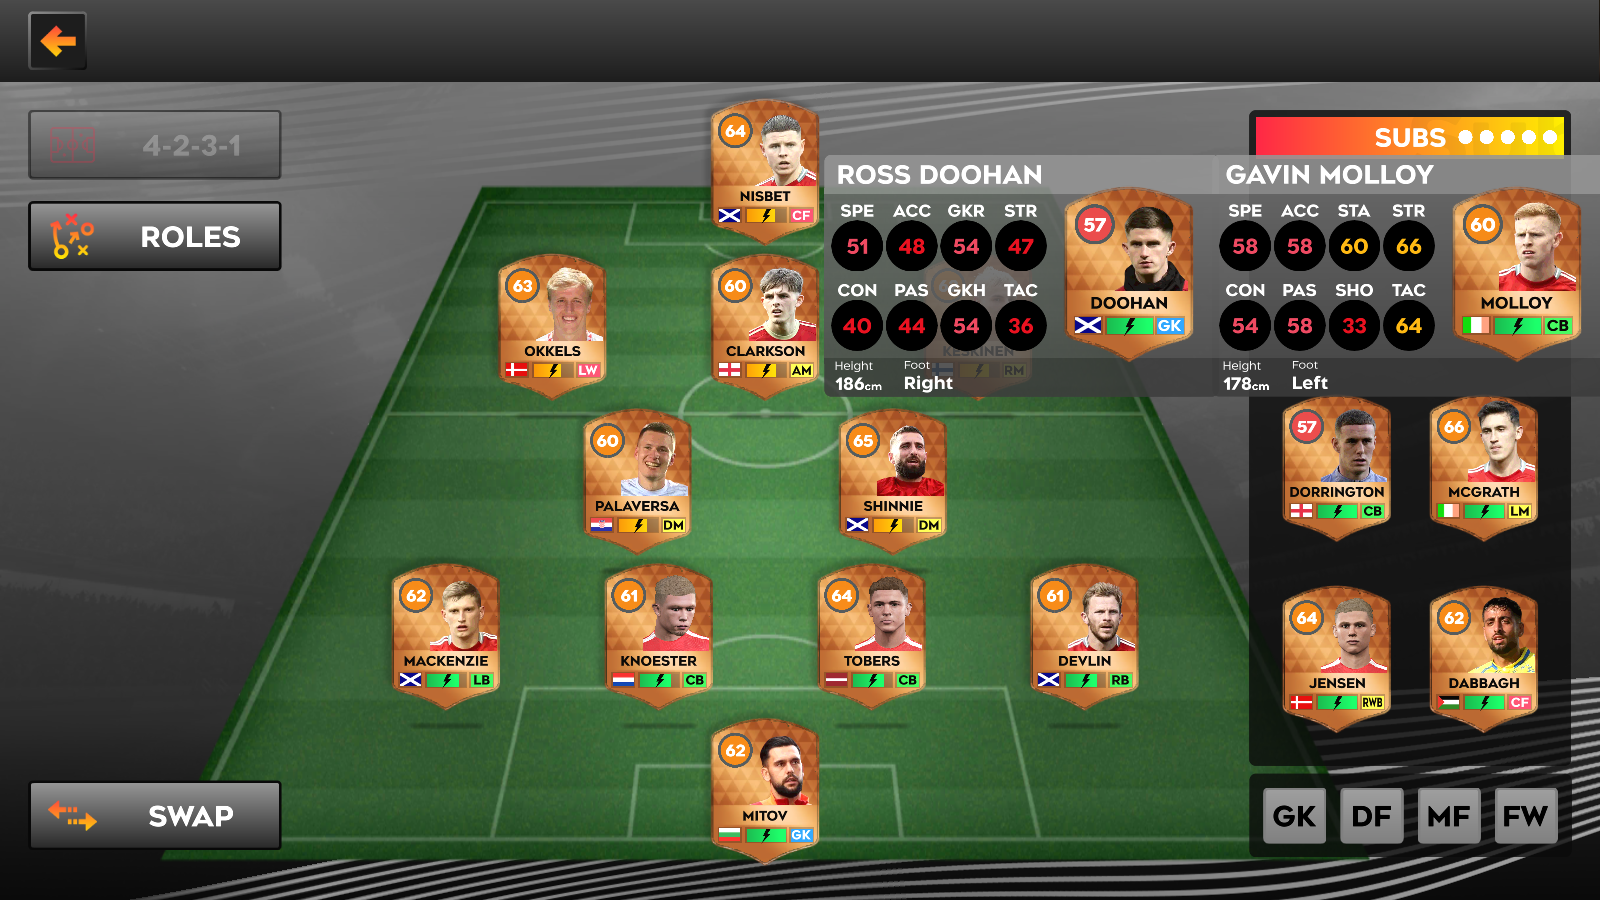 4-2-3-1
SUBS
ROLES
64
NISBET
CF
ROSS DOOHAN
SPE ACC GKR STR
51 48 54 47
CON PAS GKH TAC
40 44 54 36
Height Foot
186cm Right
57
DOOHAN
GK
GAVIN MOLLOY
SPE ACC STA STR
58 58 60 66
CON PAS SHO TAC
54 58 33 64
Height Foot
178cm Left
60
MOLLOY
CB
63
OKKELS
LW
60
CLARKSON
AM
KESKINEN
RM
60
PALAVERSA
DM
65
SHINNIE
DM
57
DORRINGTON
CB
66
MCGRATH
LM
62
MACKENZIE
LB
61
KNOESTER
CB
64
TOBERS
CB
61
DEVLIN
RB
64
JENSEN
RWB
62
DABBAGH
CF
62
MITOV
GK
SWAP
GK DF MF FW